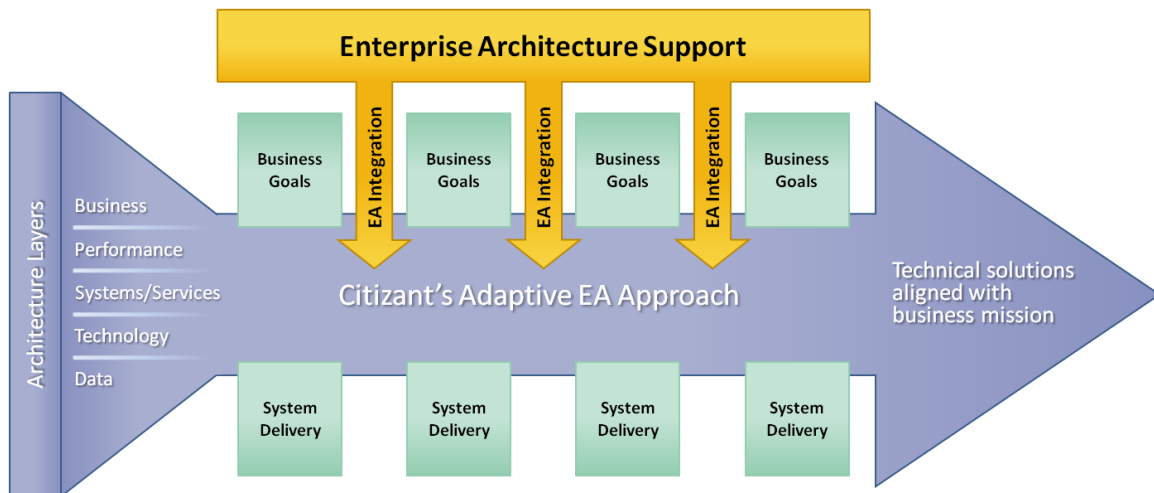 Enterprise Architecture Support
EA Integration
EA Integration
EA Integration
Business
Goals
Business
Goals
Business
Goals
Business
Goals
Architecture Layers
Business
Performance
Systems/Services
Technology
Data
Citizant's Adaptive EA Approach
Technical solutions
aligned with
business mission
System
Delivery
System
Delivery
System
Delivery
System
Delivery